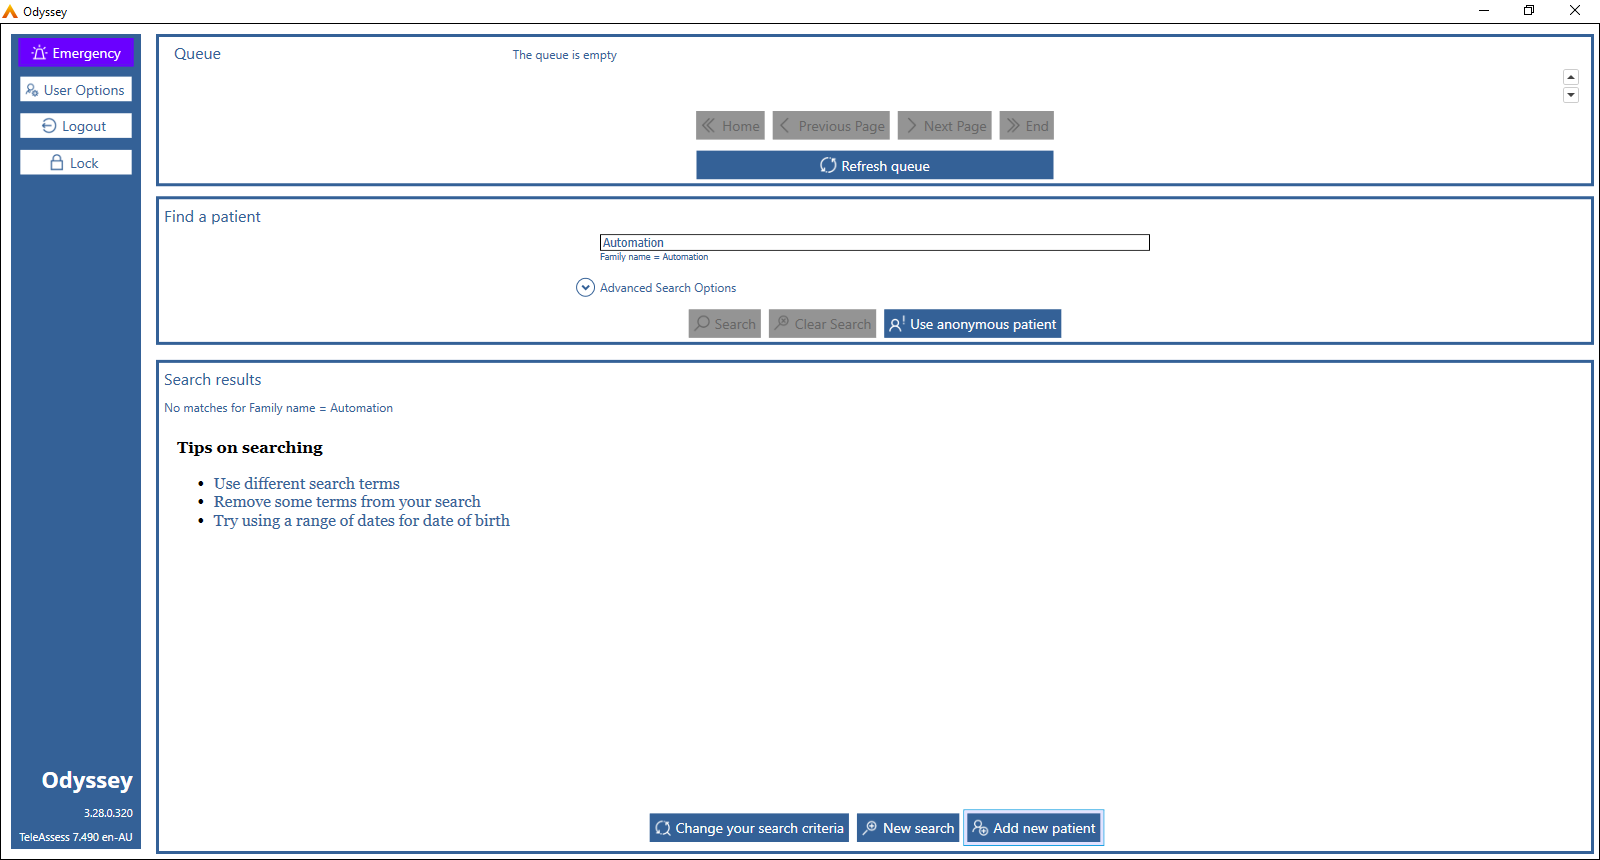 Odyssey
Emergency
User Options
Logout
Lock
Queue
The queue is empty
Home
Previous Page
Next Page
End
Refresh queue
Find a patient
Automation
Family name = Automation
Advanced Search Options
Search
Clear Search
Use anonymous patient
Search results
No matches for Family name = Automation
Tips on searching
• Use different search terms
• Remove some terms from your search
• Try using a range of dates for date of birth
Change your search criteria
New search
Add new patient
Odyssey
3.28.0.320
TeleAssess 7.490 en-AU